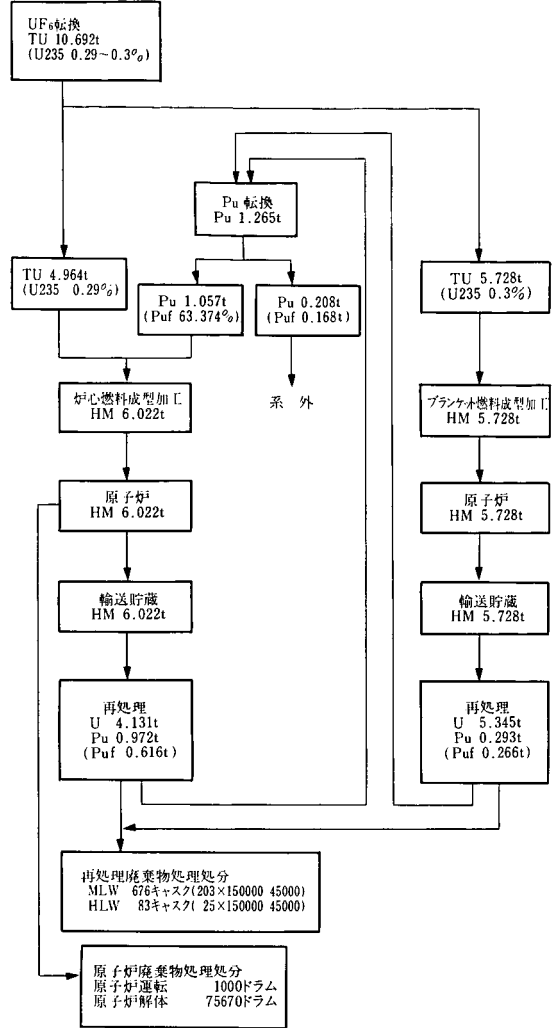 UF₆転換
TU 10.692t
(U235 0.29~0.3%)
Pu 転換
Pu 1.265t
TU 4.964t
(U235 0.29%)
Pu 1.057t
(Puf 63.374%)
Pu 0.208t
(Puf 0.168t)
TU 5.728t
(U235 0.3%)
系 外
炉心燃料成型加工
HM 6.022t
ブランケット燃料成型加工
HM 5.728t
原子炉
HM 6.022t
原子炉
HM 5.728t
輸送貯蔵
HM 6.022t
輸送貯蔵
HM 5.728t
再処理
U 4.131t
Pu 0.972t
(Puf 0.616t)
再処理
U 5.345t
Pu 0.293t
(Puf 0.266t)
再処理廃棄物処理処分
MLW 676キャスク(203×150000 45000)
HLW 83キャスク( 25×150000 45000)
原子炉廃棄物処理処分
原子炉運転 1000ドラム
原子炉解体 75670ドラム